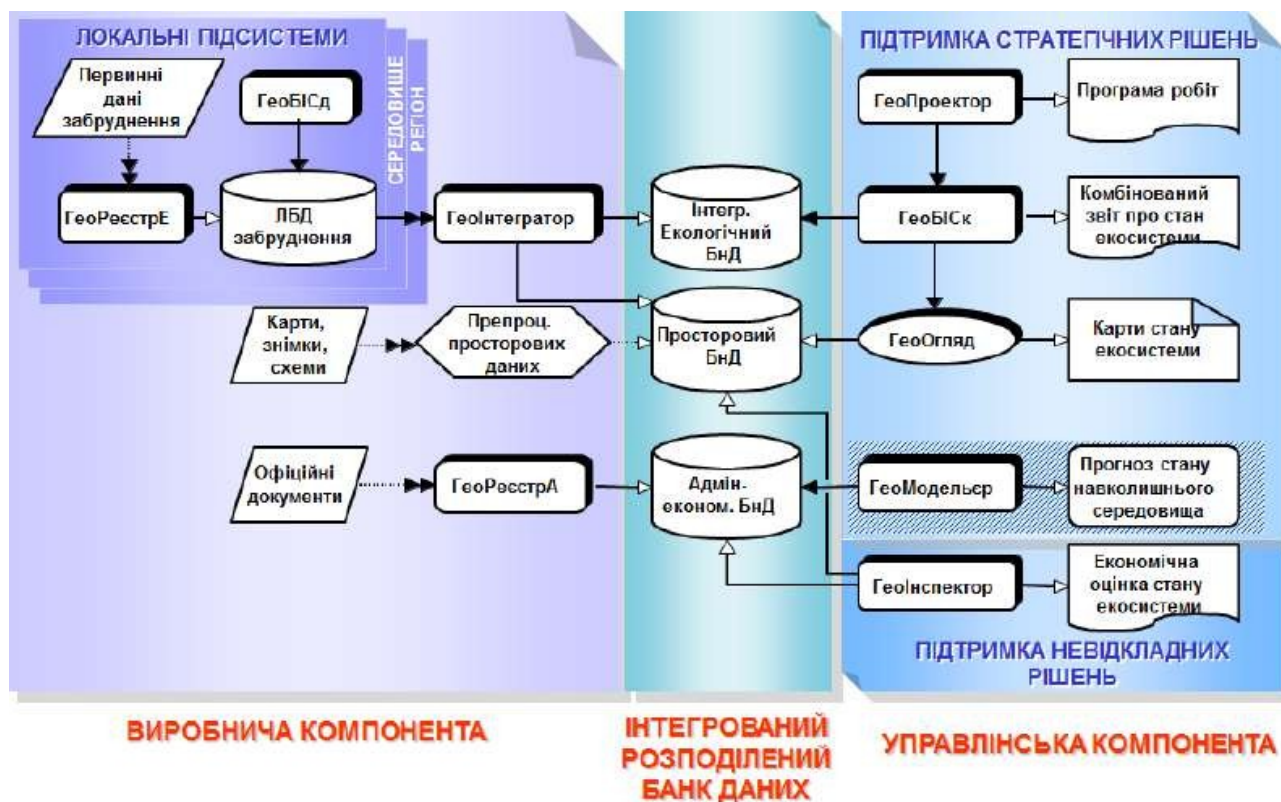 ЛОКАЛЬНІ ПІДСИСТЕМИ
Первинні
дані
забруднення
ГеоБІСд
ГеоРеєстрЕ
ЛБД
забруднення
СЕРЕДОВИЩЕ
РЕГІОН
ГеоІнтегратор
Карти,
знімки,
схеми
Препроц.
просторових
даних
Офіційні
документи
ГеоРеєстрА
Інтегр.
Екологічний
БнД
Просторовий
БнД
Адмін-
економ. БнД
ПІДТРИМКА СТРАТЕГІЧНИХ РІШЕНЬ
ГеоПроектор
Програма робіт
ГеоБІСк
Комбінований
звіт про стан
екосистеми
ГеоОгляд
Карти стану
екосистеми
ГеоМодельєр
Прогноз стану
навколишнього
середовища
ГеоІнспектор
Економічна
оцінка стану
екосистеми
ПІДТРИМКА НЕВІДКЛАДНИХ
РІШЕНЬ
ВИРОБНИЧА КОМПОНЕНТА
ІНТЕГРОВАНИЙ
РОЗПОДІЛЕНИЙ
БАНК ДАНИХ
УПРАВЛІНСЬКА КОМПОНЕНТА